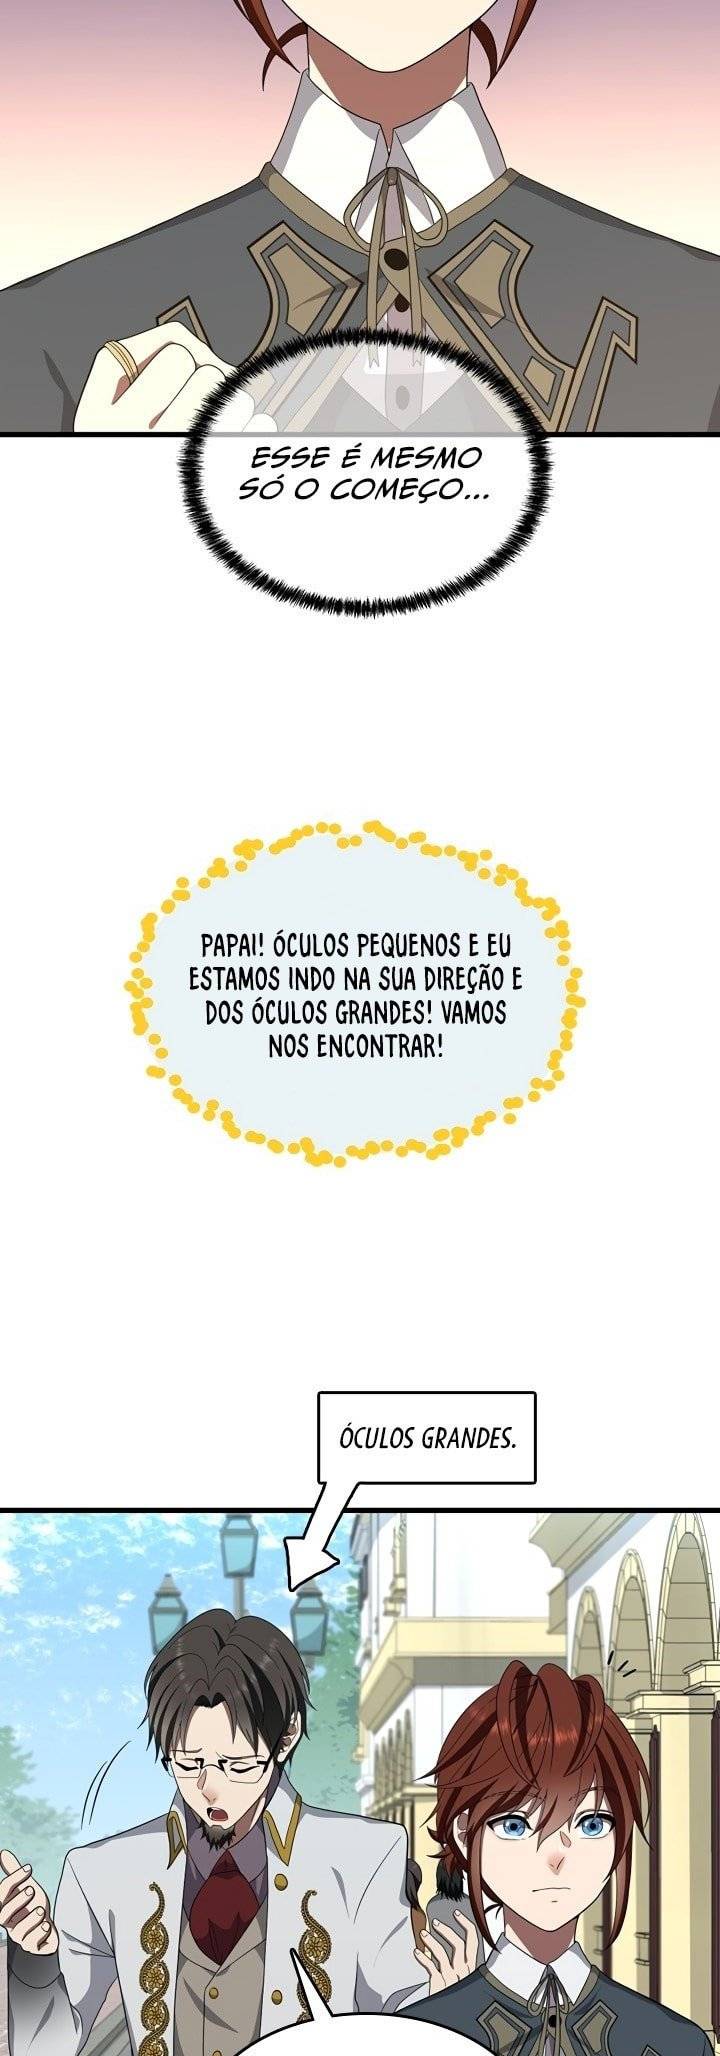 ESSE É MESMO
SÓ O COMEÇO...
PAPAI! ÓCULOS PEQUENOS E EU
ESTAMOS INDO NA SUA DIREÇÃO E
DOS ÓCULOS GRANDES! VAMOS
NOS ENCONTRAR!
ÓCULOS GRANDES.